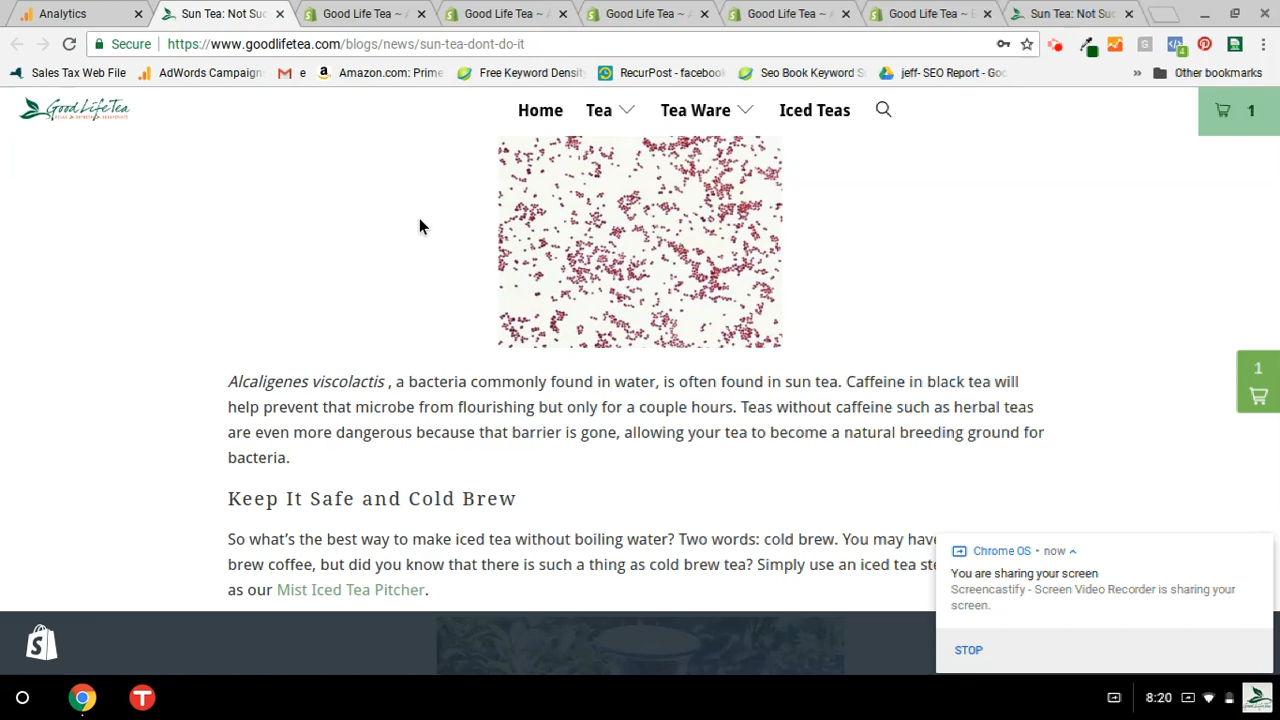 Analytics
Sun Tea: Not Suc
Good Life Tea ~ A
Good Life Tea ~ A
Good Life Tea ~ A
Good Life Tea ~ A
Good Life Tea ~ E
Sun Tea: Not Suc
Secure https://www.goodlifetea.com/blogs/news/sun-tea-dont-do-it
G 4
Sales Tax Web File AdWords Campaign e Amazon.com: Prime Free Keyword Densit RecurPost - facebook Seo Book Keyword S jeff- SEO Report - Goo » Other bookmarks
Good Life Tea Home Tea Tea Ware Iced Teas 1
Alcaligenes viscolactis , a bacteria commonly found in water, is often found in sun tea. Caffeine in black tea will
help prevent that microbe from flourishing but only for a couple hours. Teas without caffeine such as herbal teas
are even more dangerous because that barrier is gone, allowing your tea to become a natural breeding ground for
bacteria.
1
Keep It Safe and Cold Brew
So what's the best way to make iced tea without boiling water? Two words: cold brew. You may have
brew coffee, but did you know that there is such a thing as cold brew tea? Simply use an iced tea ste
as our Mist Iced Tea Pitcher.
Chrome OS • now
You are sharing your screen
Screencastify - Screen Video Recorder is sharing your
screen.
STOP
S
T
8:20